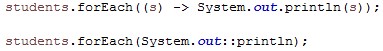 students.forEach((s) -> System.out.println(s));
students.forEach(System.out::println);